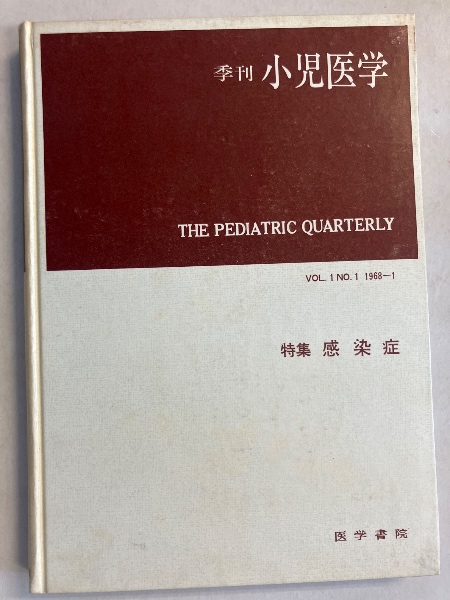 季刊 小児医学
THE PEDIATRIC QUARTERLY
VOL. 1 NO. 1 1968－1
特集 感染症
医学書院